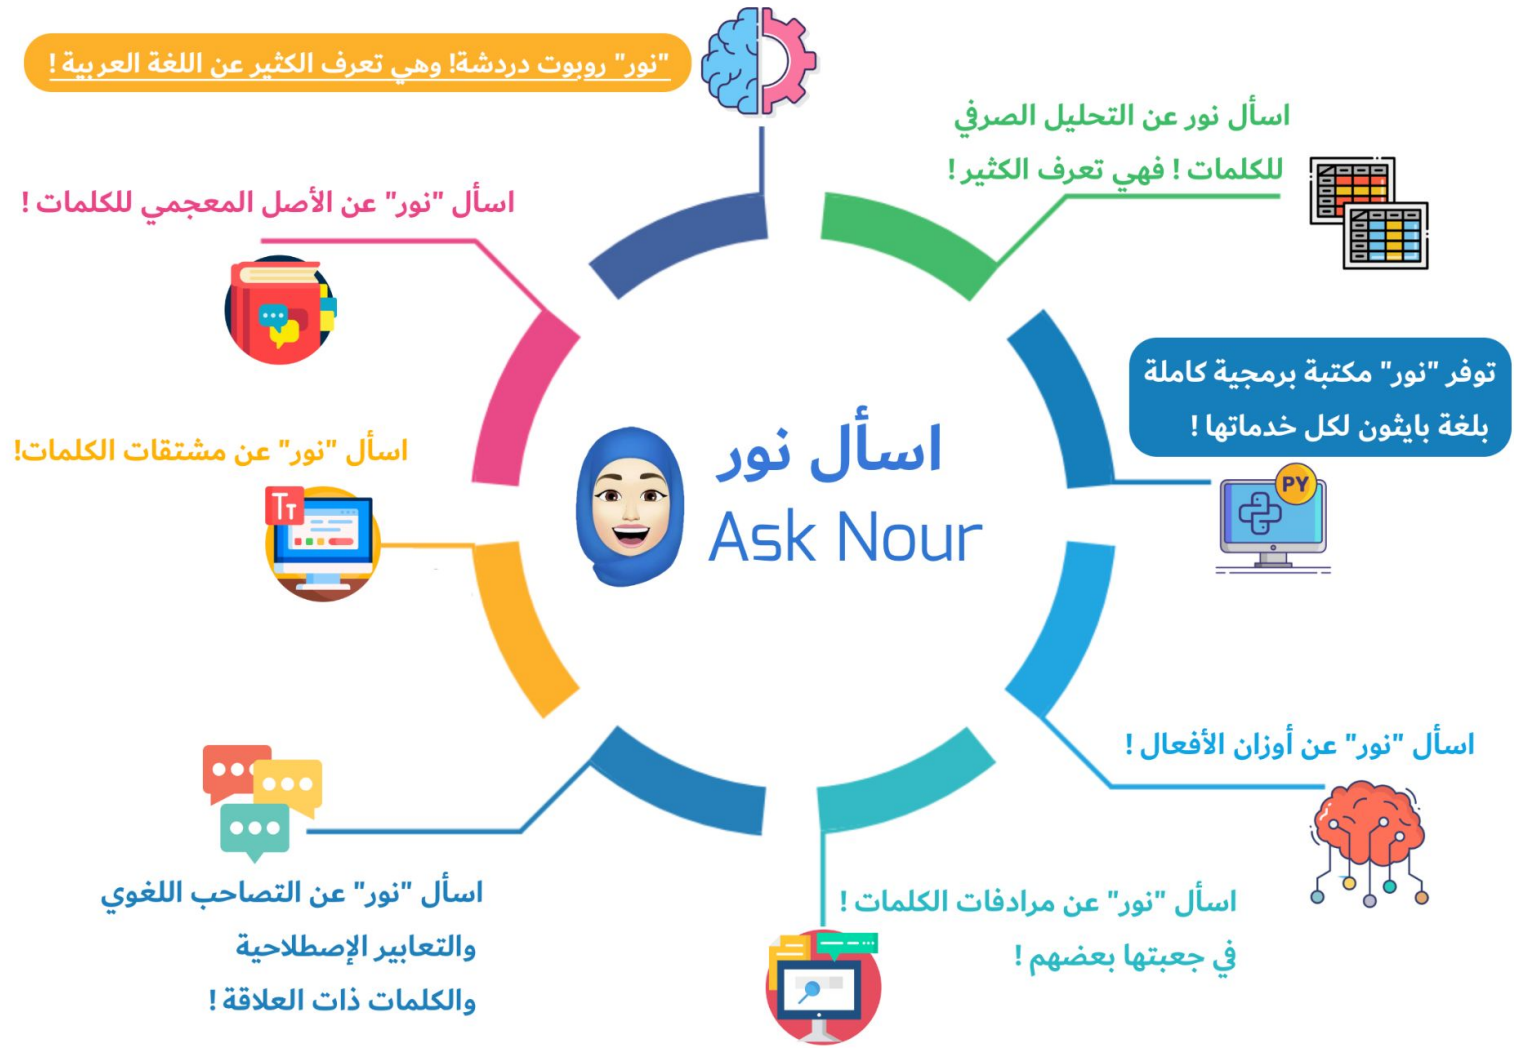 "نور" روبوت دردشة! وهي تعرف الكثير عن اللغة العربية !
اسأل نور عن التحليل الصرفي
للكلمات ! فهي تعرف الكثير !
اسأل "نور" عن الأصل المعجمي للكلمات !
توفر "نور" مكتبة برمجية كاملة
بلغة بايثون لكل خدماتها !
PY
اسأل "نور" عن مشتقات الكلمات!
TT
اسأل نور
Ask Nour
اسأل "نور" عن أوزان الأفعال !
اسأل "نور" عن مرادفات الكلمات !
في جعبتها بعضهم !
اسأل "نور" عن التصاحب اللغوي
والتعابير الإصطلاحية
والكلمات ذات العلاقة !